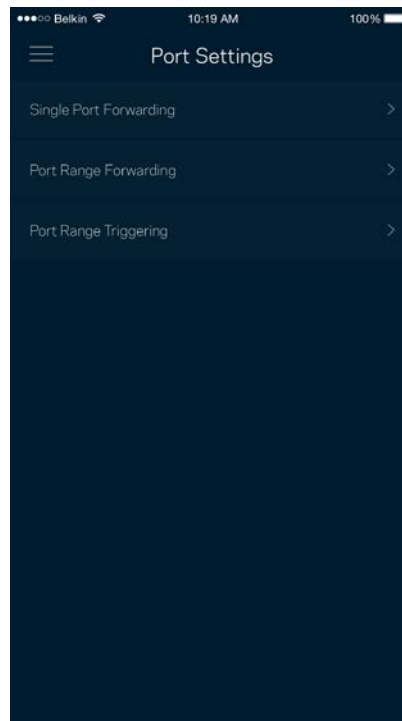 Belkin 10:19 AM 100%
Port Settings
Single Port Forwarding
Port Range Forwarding
Port Range Triggering